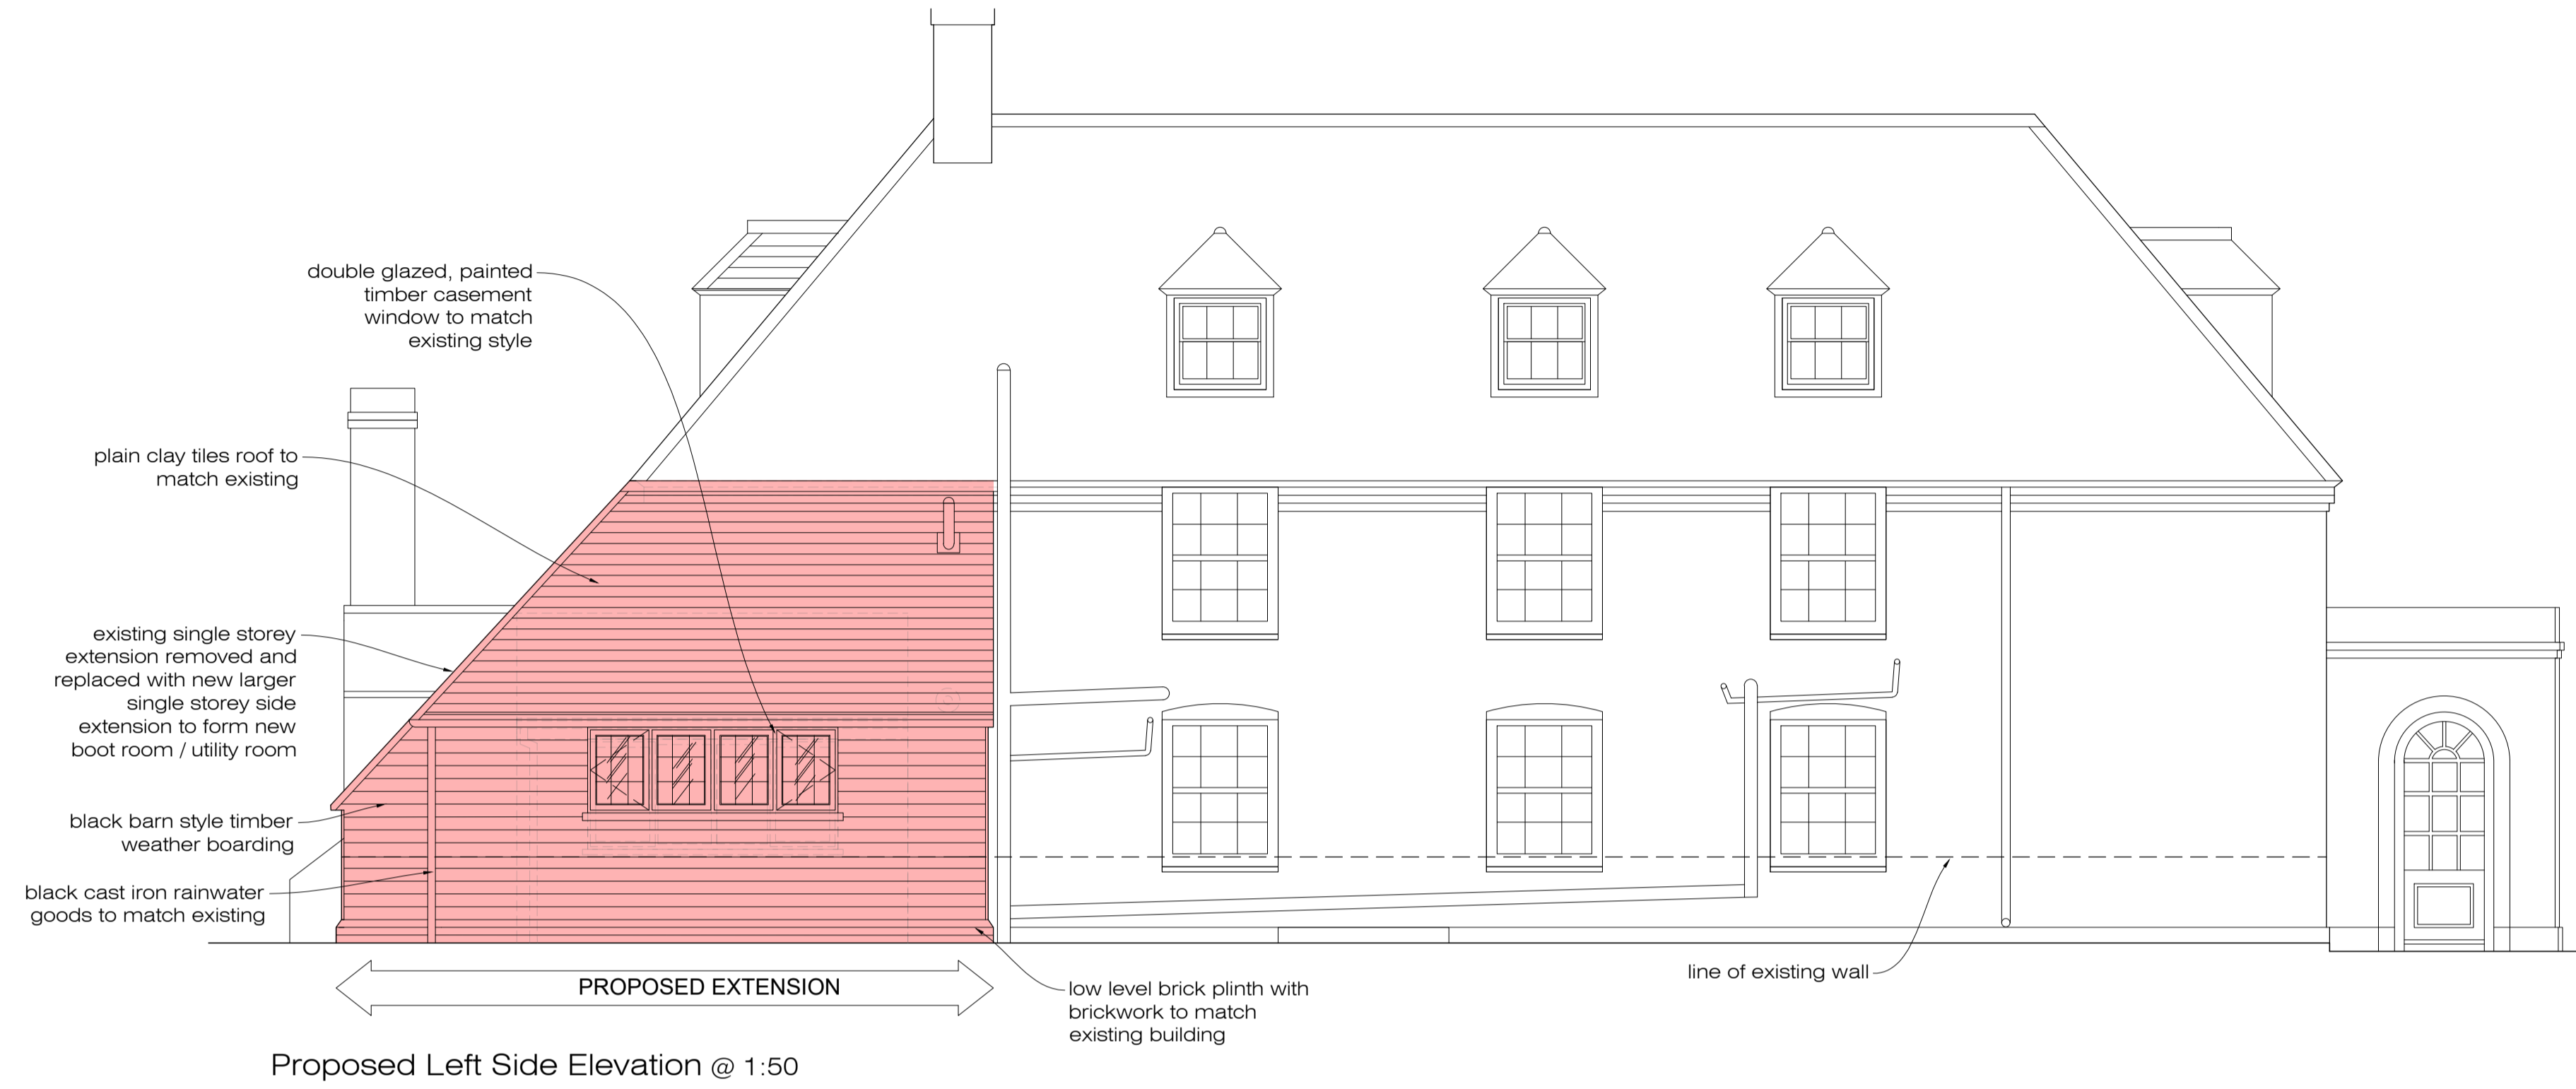 double glazed, painted
timber casement
window to match
existing style
plain clay tiles roof to
match existing
existing single storey
extension removed and
replaced with new larger
single storey side
extension to form new
boot room / utility room
black barn style timber
weather boarding
black cast iron rainwater
goods to match existing
PROPOSED EXTENSION
low level brick plinth with
brickwork to match
existing building
line of existing wall
Proposed Left Side Elevation @ 1:50